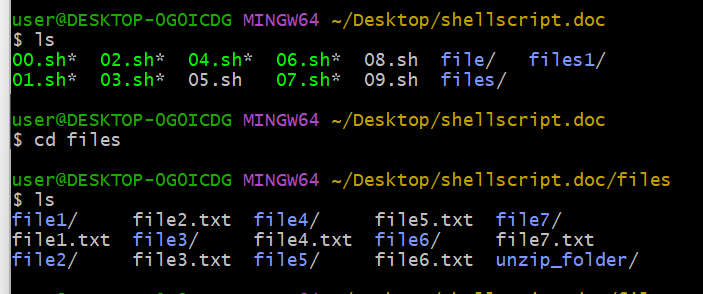 user@DESKTOP-OGOICDG MINGW64 ~/Desktop/shellscript.doc
$ ls
00.sh*  02.sh*  04.sh*  06.sh*  08.sh  file/   files1/
01.sh*  03.sh*  05.sh   07.sh*  09.sh  files/
user@DESKTOP-OGOICDG MINGW64 ~/Desktop/shellscript.doc
$ cd files
user@DESKTOP-OGOICDG MINGW64 ~/Desktop/shellscript.doc/files
$ ls
file1/     file2.txt  file4/     file5.txt  file7/
file1.txt  file3/     file4.txt  file6/     file7.txt
file2/     file3.txt  file5/     file6.txt  unzip_folder/